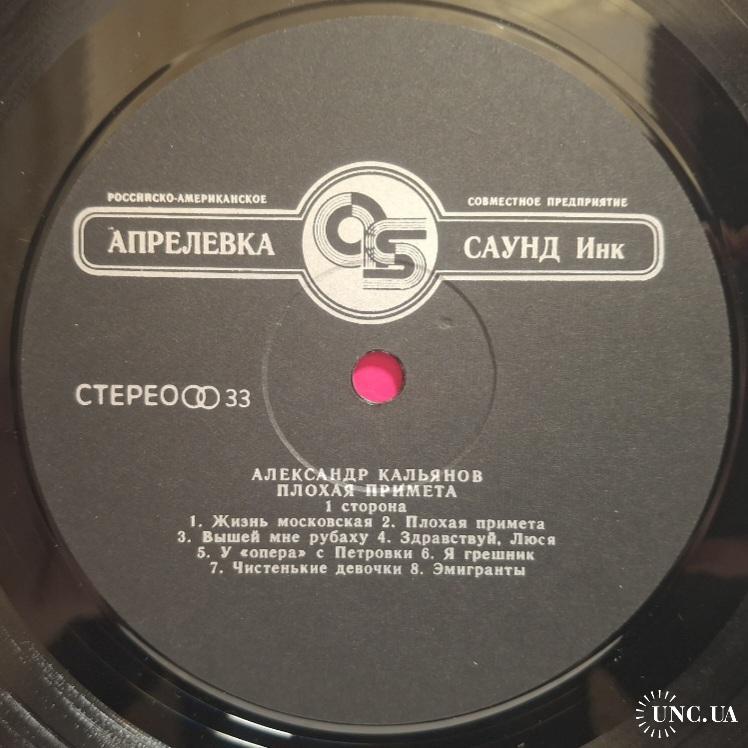 РОССИЙСКО-АМЕРИКАНСКОЕ
СОВМЕСТНОЕ ПРЕДПРИЯТИЕ
АПРЕЛЕВКА
САУНД Инк
СТЕРЕО 33
АЛЕКСАНДР КАЛЬЯНОВ
ПЛОХАЯ ПРИМЕТА
1 сторона
1. Жизнь московская 2. Плохая примета
3. Вышей мне рубаху 4. Здравствуй, Люся
5. У «опера» с Петровки 6. Я грешник
7. Чистенькие девочки 8. Эмигранты
UNC.UA